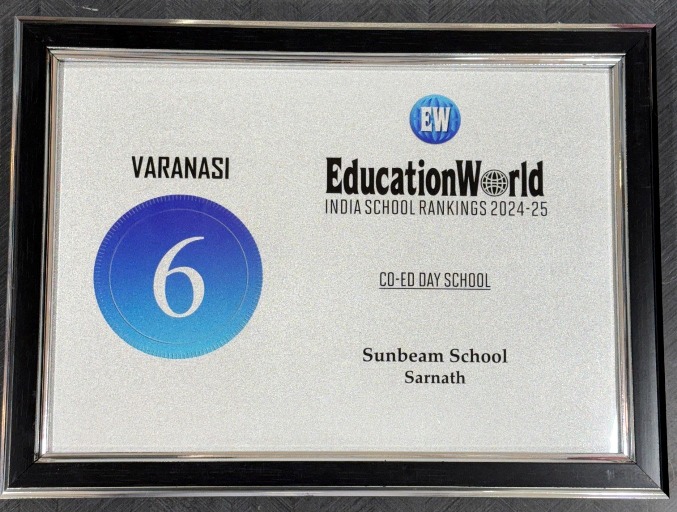 VARANASI
6
EW
EducationWorld
INDIA SCHOOL RANKINGS 2024-25
CO-ED DAY SCHOOL
Sunbeam School
Sarnath